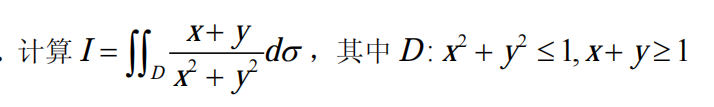 . 计算 I = ∬_D (x + y)/(x² + y²) dσ ，其中 D: x² + y² ≤ 1, x + y ≥ 1